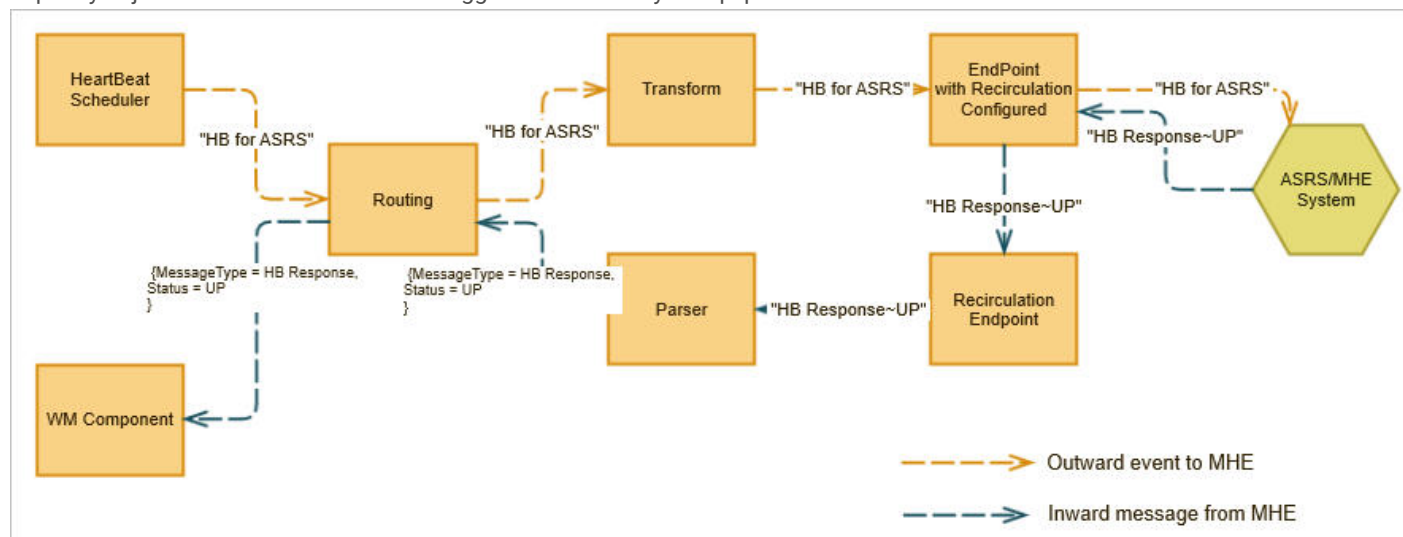 HeartBeat
Scheduler
"HB for ASRS"
Routing
"HB for ASRS"
Transform
"HB for ASRS"
EndPoint
with Recirculation
Configured
"HB for ASRS"
"HB Response~UP"
ASRS/MHE
System
"HB Response~UP"
Recirculation
Endpoint
"HB Response~UP"
Parser
{MessageType = HB Response,
Status = UP
}
{MessageType = HB Response,
Status = UP
}
WM Component
Outward event to MHE
Inward message from MHE